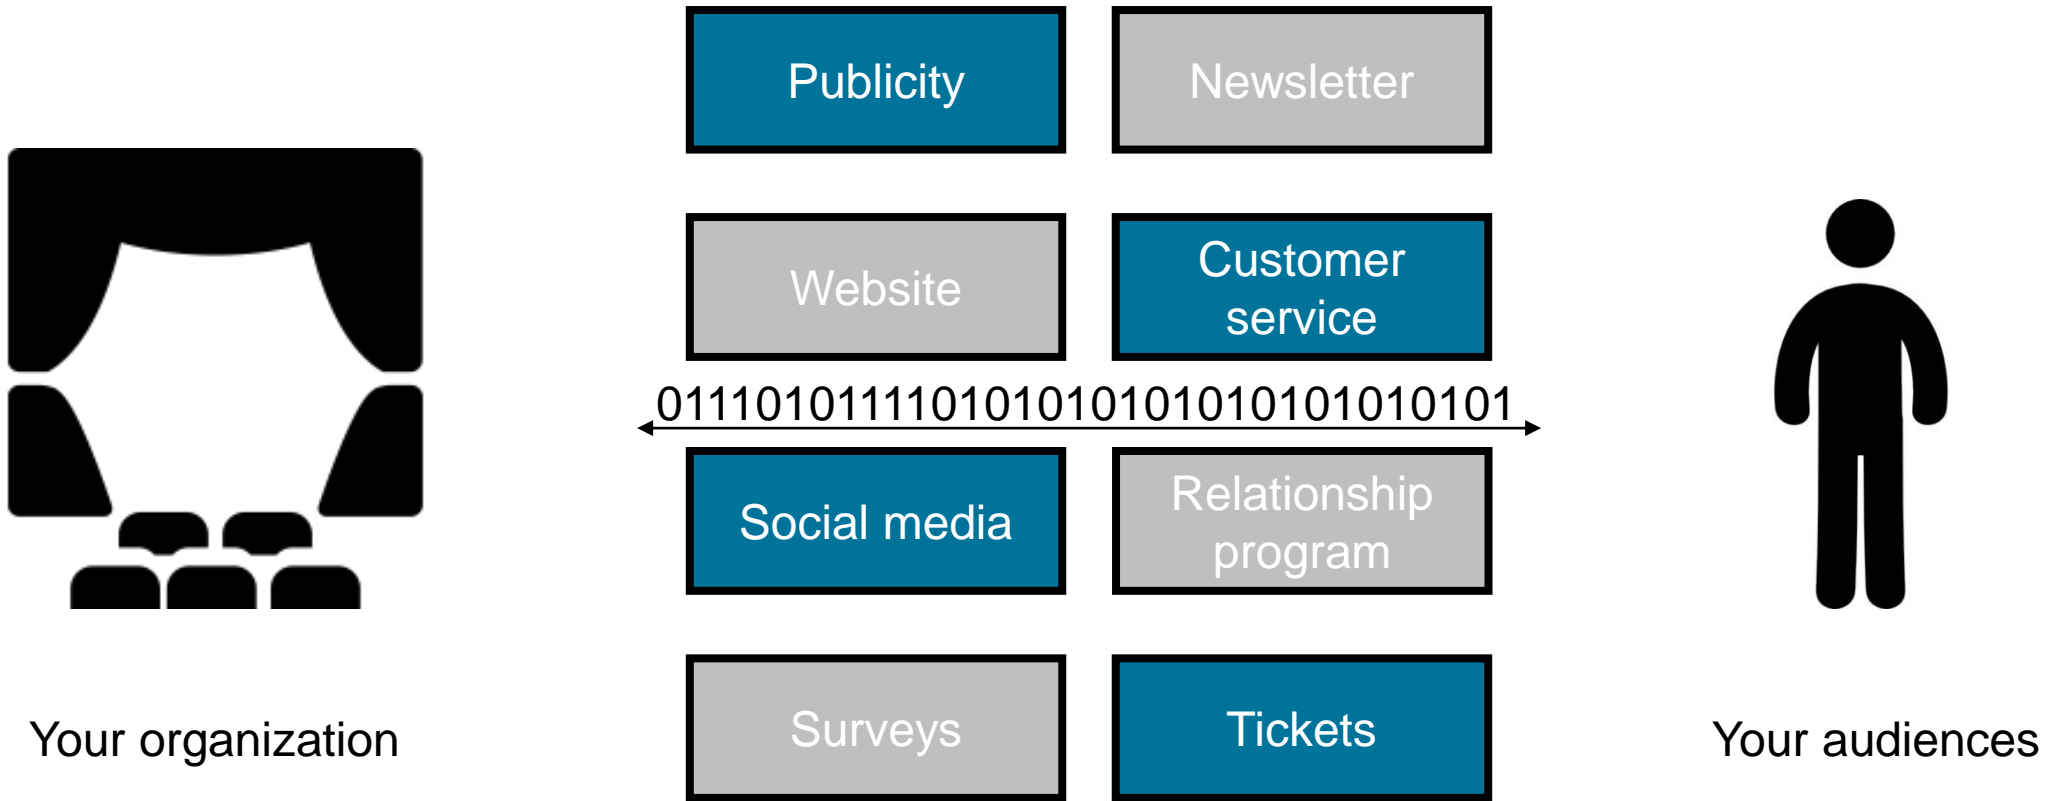 Publicity
Newsletter
Website
Customer
service
01110101111010101010101010101010101
Social media
Relationship
program
Surveys
Tickets
Your organization
Your audiences